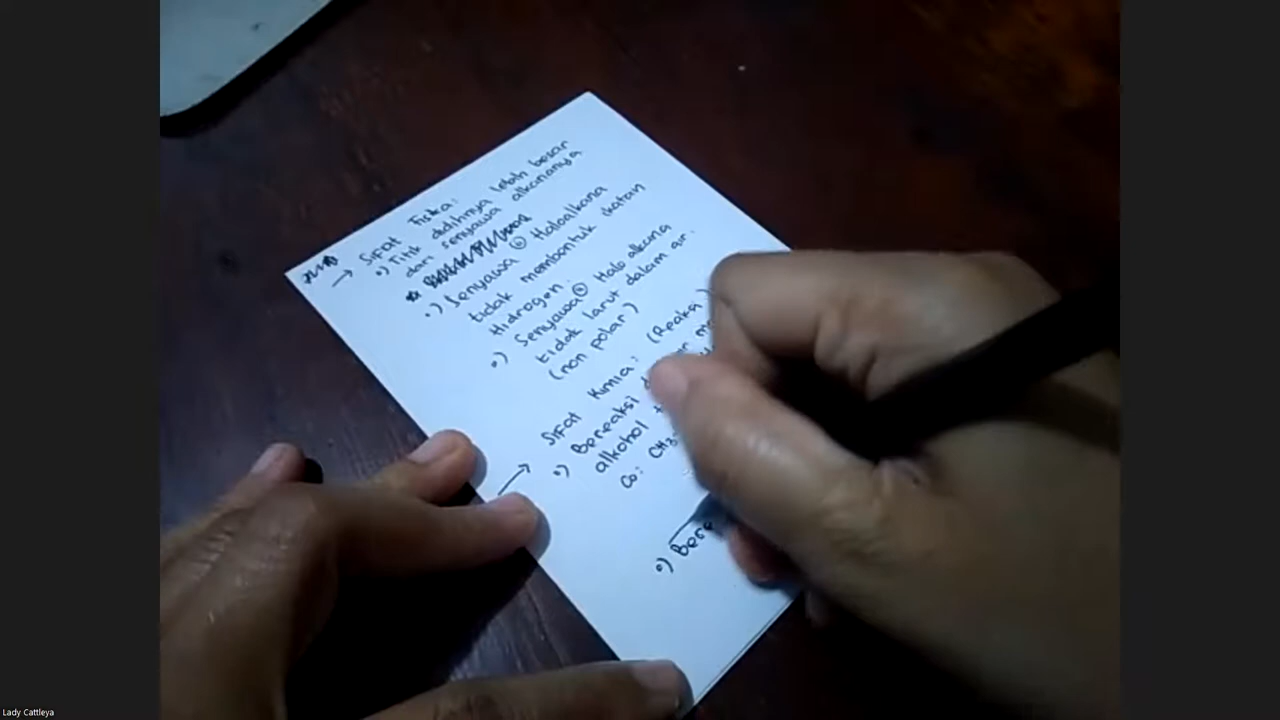 → Sifat Fisika:
•) Titik didihnya lebih besar
dari senyawa alkananya
•) Senyawa Haloalkana
tidak membentuk ikatan
Hidrogen.
•) Senyawa Halo alkana
tidak larut dalam air.
(non polar)
→ Sifat Kimia: (Reaksi)
•) Bereaksi
alkohol
Co: CH3
•) Bere
Lady Cattleya